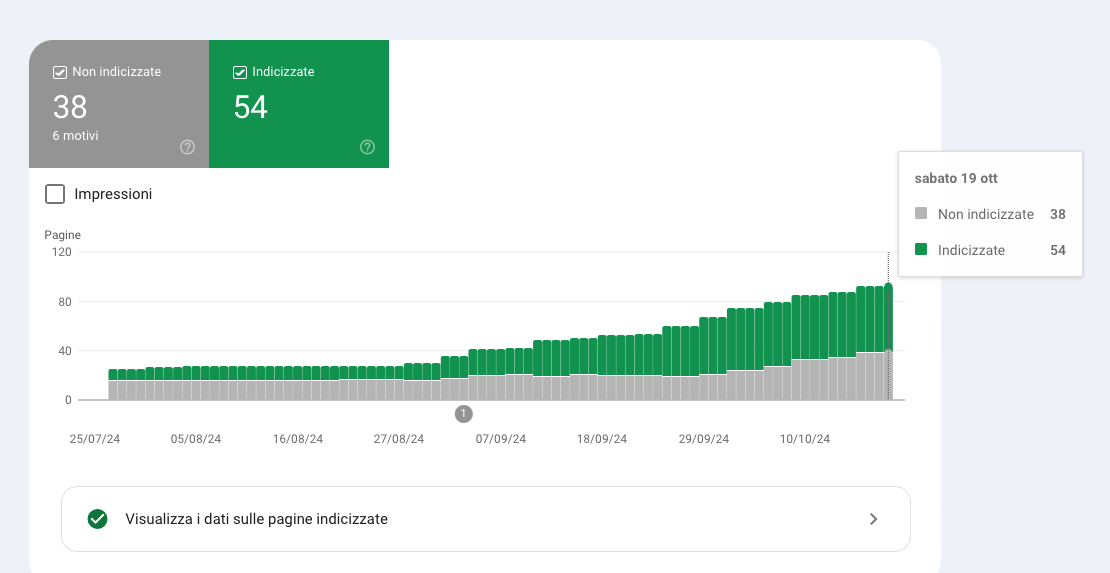 Non indicizzate
38
6 motivi
Indicizzate
54
Impressioni
sabato 19 ott
Non indicizzate 38
Indicizzate 54
Pagine
120
80
40
0
1
25/07/24 05/08/24 16/08/24 27/08/24 07/09/24 18/09/24 29/09/24 10/10/24
Visualizza i dati sulle pagine indicizzate